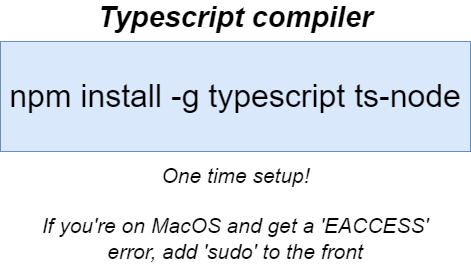 Typescript compiler
npm install -g typescript ts-node
One time setup!
If you're on MacOS and get a 'EACCESS'
error, add 'sudo' to the front